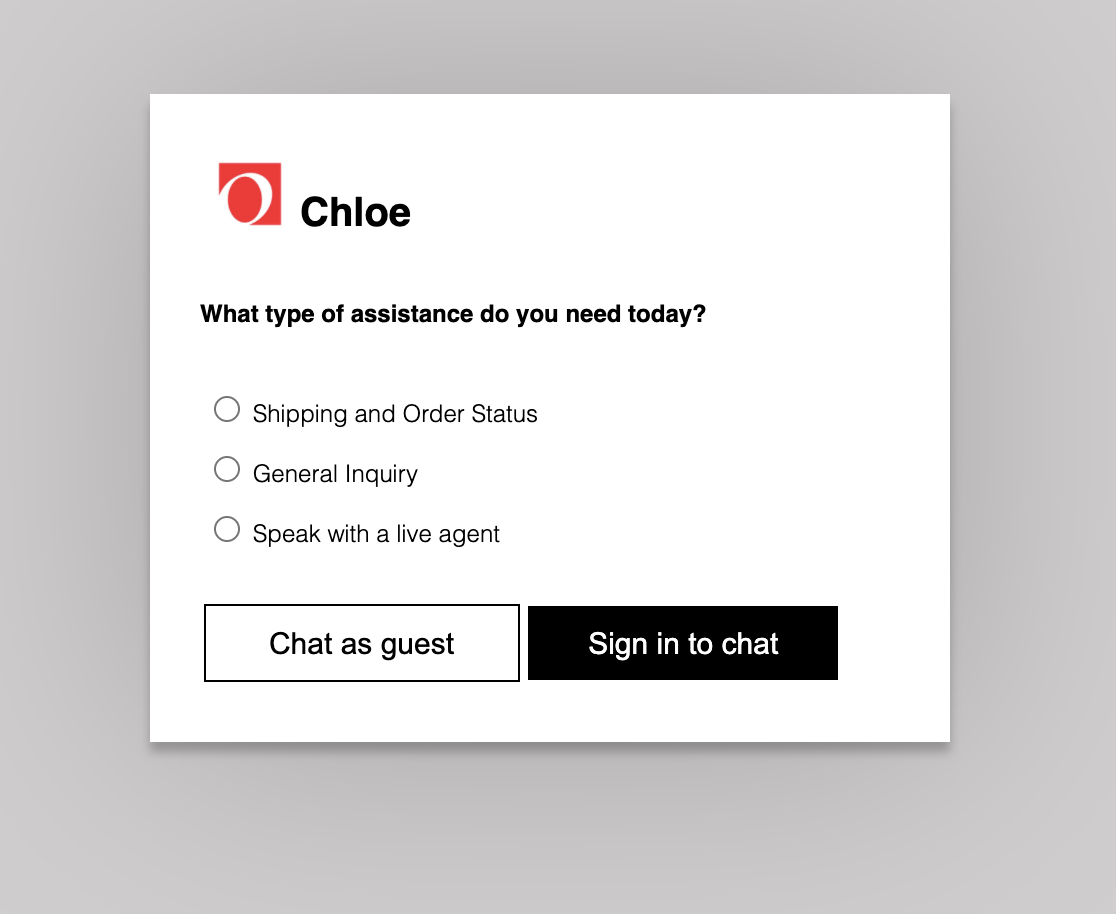 Chloe
What type of assistance do you need today?
Shipping and Order Status
General Inquiry
Speak with a live agent
Chat as guest
Sign in to chat